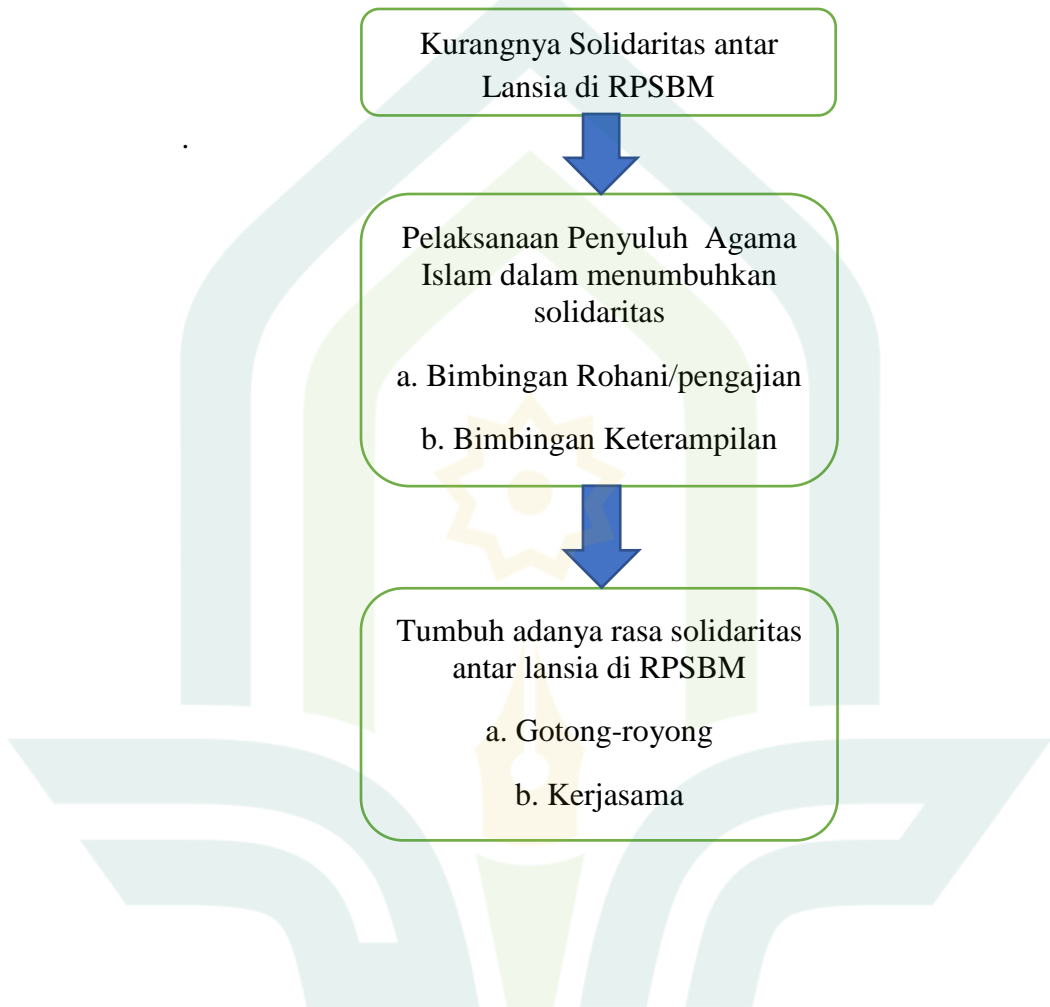 Kurangnya Solidaritas antar
Lansia di RPSBM
.
Pelaksanaan Penyuluh  Agama
Islam dalam menumbuhkan
solidaritas
a. Bimbingan Rohani/pengajian
b. Bimbingan Keterampilan
Tumbuh adanya rasa solidaritas
antar lansia di RPSBM
a. Gotong-royong
b. Kerjasama